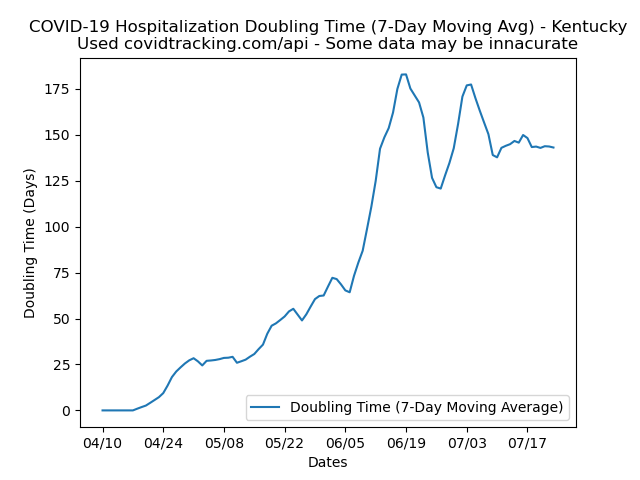 COVID-19 Hospitalization Doubling Time (7-Day Moving Avg) - Kentucky
Used covidtracking.com/api - Some data may be innacurate
Doubling Time (Days)
175
150
125
100
75
50
25
0
Doubling Time (7-Day Moving Average)
04/10 04/24 05/08 05/22 06/05 06/19 07/03 07/17
Dates